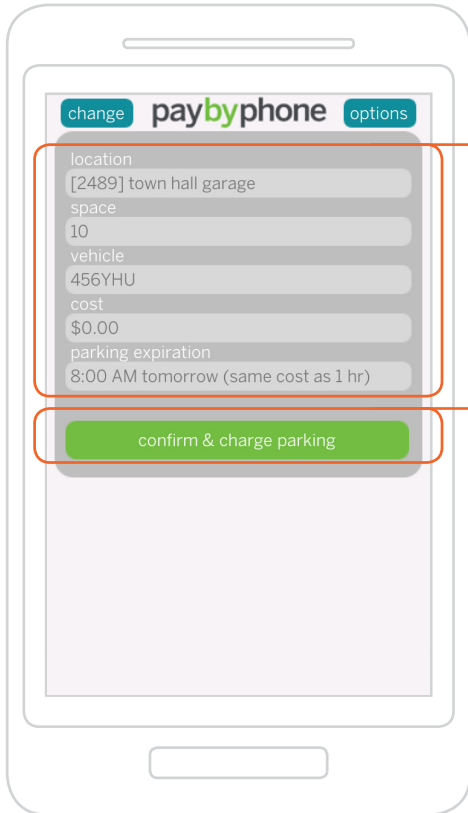 change paybyphone options
location
[2489] town hall garage
space
10
vehicle
456YHU
cost
$0.00
parking expiration
8:00 AM tomorrow (same cost as 1 hr)
confirm & charge parking